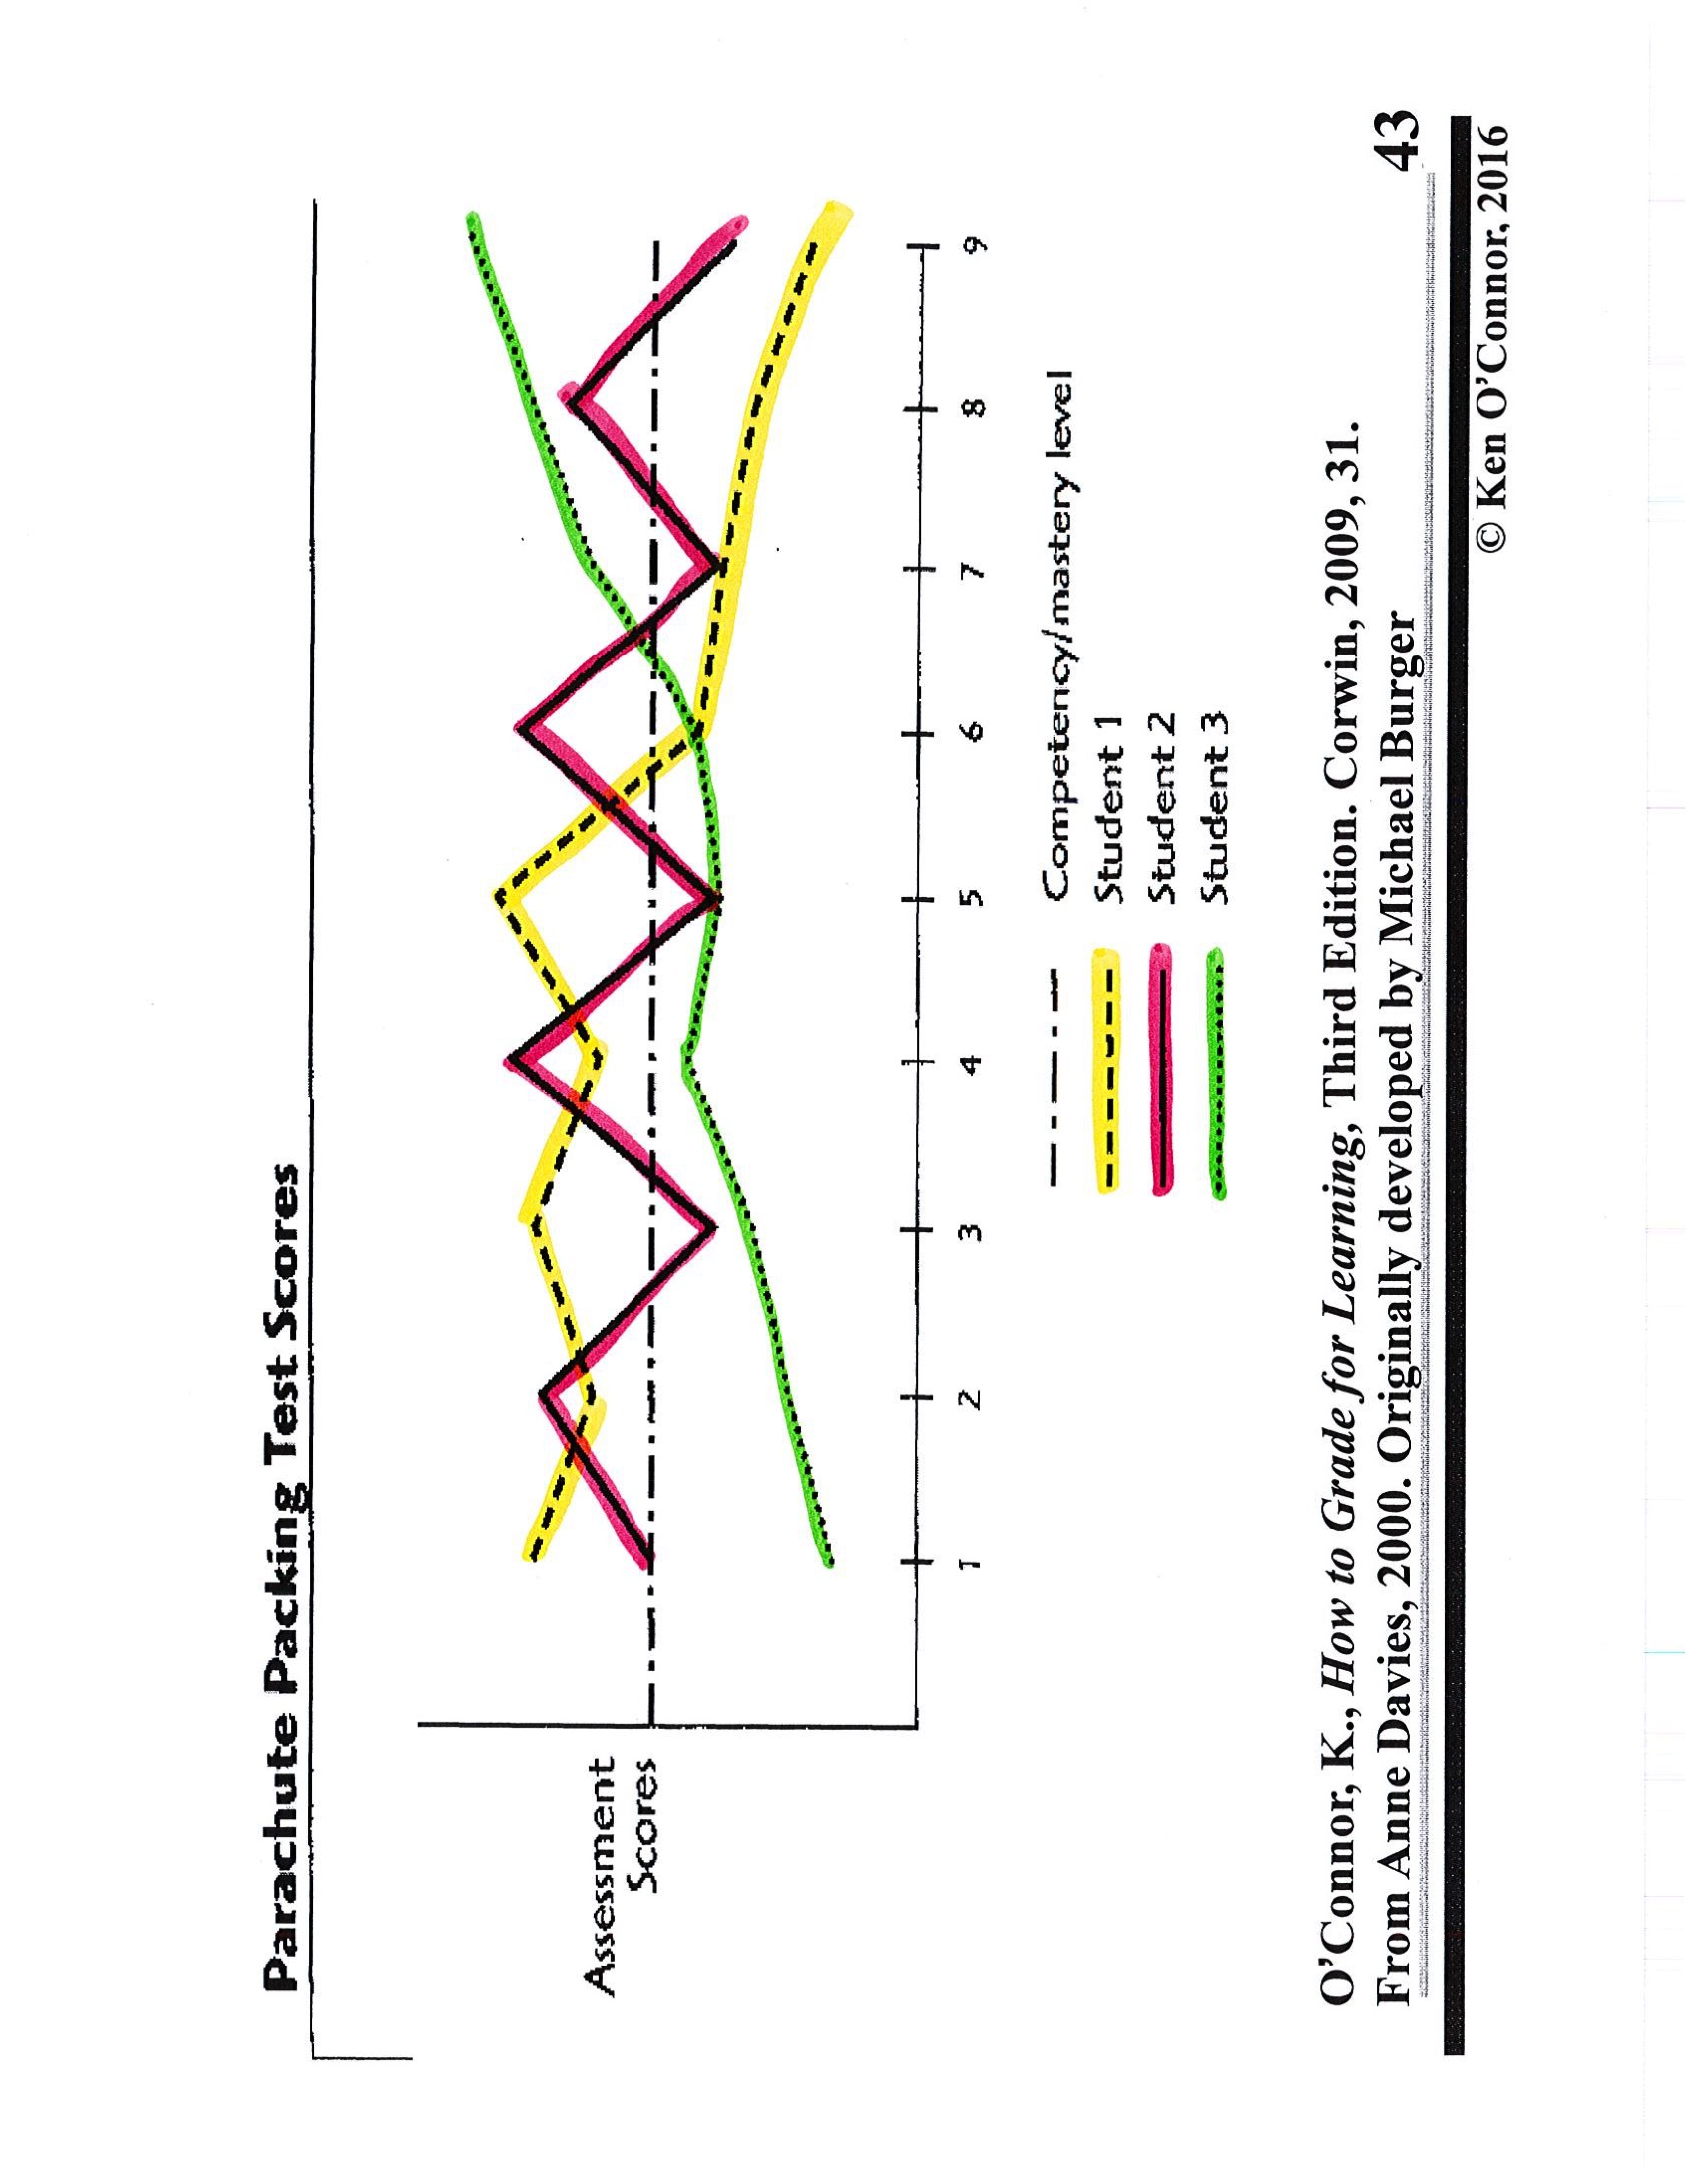 Parachute Packing Test Scores
Assessment
Scores
1 2 3 4 5 6 7 8 9
Competency/mastery level
Student 1
Student 2
Student 3
O'Connor, K., How to Grade for Learning, Third Edition. Corwin, 2009, 31.
From Anne Davies, 2000. Originally developed by Michael Burger
43
© Ken O'Connor, 2016